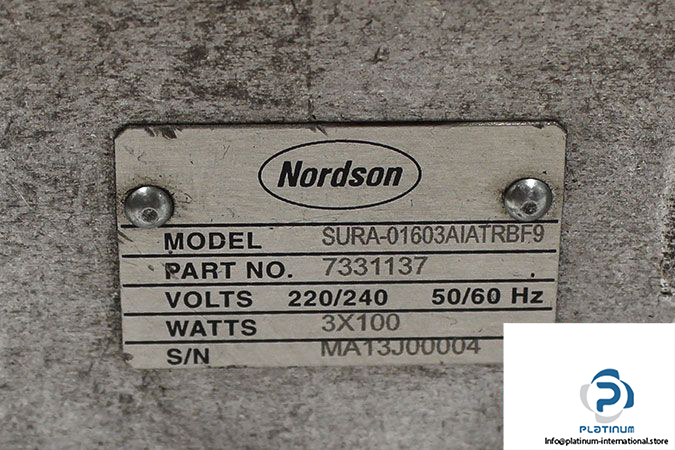 Nordson
MODEL SURA-01603AIATRBF9
PART NO. 7331137
VOLTS 220/240 50/60 Hz
WATTS 3X100
S/N MA13J00004
PLATINUM
Info@platinum-international.store